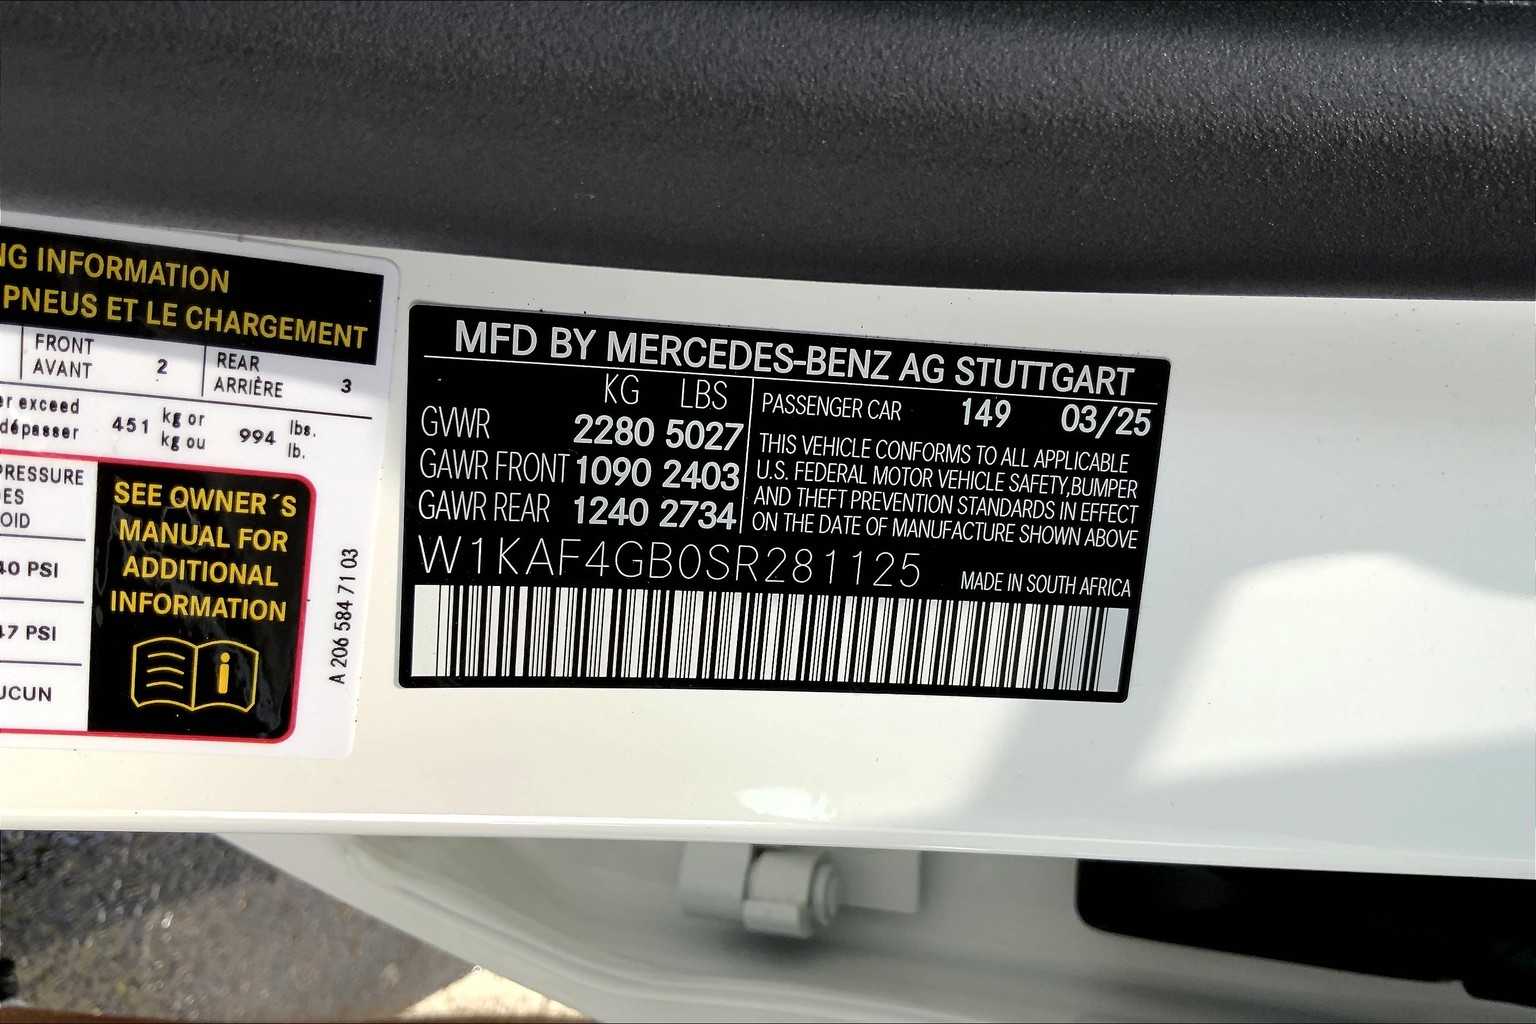 NG INFORMATION
PNEUS ET LE CHARGEMENT
FRONT
AVANT 2
REAR
ARRIÈRE 3
er exceed
dépasser 451 kg or
kg ou 994 lbs.
lb.
PRESSURE
DES
OID
40 PSI
47 PSI
UCUN
SEE OWNER´S
MANUAL FOR
ADDITIONAL
INFORMATION
i
A 206 584 71 03
MFD BY MERCEDES-BENZ AG STUTTGART
KG LBS
GVWR 2280 5027
GAWR FRONT 1090 2403
GAWR REAR 1240 2734
PASSENGER CAR 149 03/25
THIS VEHICLE CONFORMS TO ALL APPLICABLE
U.S. FEDERAL MOTOR VEHICLE SAFETY,BUMPER
AND THEFT PREVENTION STANDARDS IN EFFECT
ON THE DATE OF MANUFACTURE SHOWN ABOVE
W1KAF4GB0SR281125
MADE IN SOUTH AFRICA